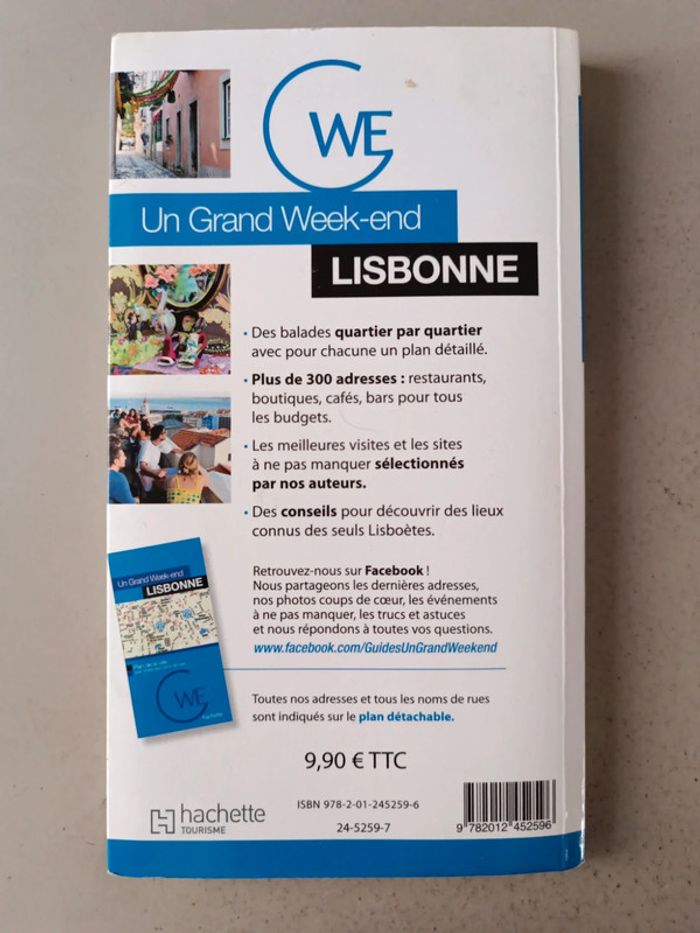 WE
Un Grand Week-end
LISBONNE
• Des balades quartier par quartier
avec pour chacune un plan détaillé.
• Plus de 300 adresses : restaurants,
boutiques, cafés, bars pour tous
les budgets.
• Les meilleures visites et les sites
à ne pas manquer sélectionnés
par nos auteurs.
• Des conseils pour découvrir des lieux
connus des seuls Lisboètes.
Un Grand Week-end
LISBONNE
Plan de la ville
WE
hachette
Retrouvez-nous sur Facebook !
Nous partageons les dernières adresses,
nos photos coups de cœur, les événements
à ne pas manquer, les trucs et astuces
et nous répondons à toutes vos questions.
www.facebook.com/GuidesUnGrandWeekend
Toutes nos adresses et tous les noms de rues
sont indiqués sur le plan détachable.
9,90 € TTC
hachette
TOURISME
ISBN 978-2-01-245259-6
24-5259-7
9 782012 452596